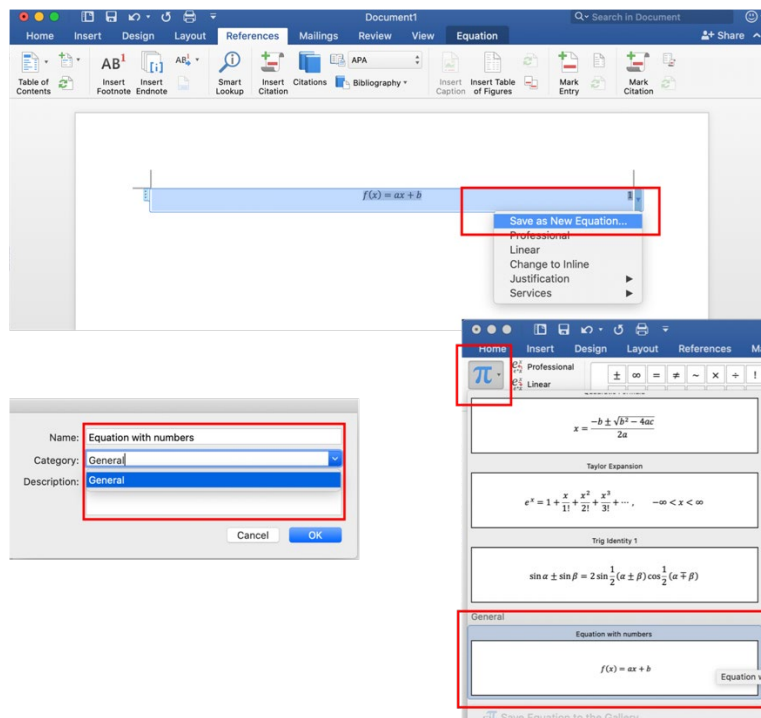 Document1
Search in Document
Home Insert Design Layout References Mailings Review View Equation Share
AB¹ [i] AB¹ APA
Table of Contents
Insert Footnote
Insert Endnote
Smart Lookup
Insert Citation
Citations
Bibliography
Insert Caption
Insert Table of Figures
Mark Entry
Mark Citation
f(x) = ax + b
1
Save as New Equation...
Professional
Linear
Change to Inline
Justification
Services
Home Insert Design Layout References
π
Professional
Linear
± ∞ = ≠ ~ × ÷ !
x = (-b ± √(b² − 4ac)) / 2a
Taylor Expansion
e^x = 1 + x/1! + x²/2! + x³/3! + ⋯, −∞ < x < ∞
Trig Identity 1
sin α ± sin β = 2 sin 1/2 (α ± β) cos 1/2 (α ∓ β)
General
Equation with numbers
f(x) = ax + b
Equation
Save Equation to the Gallery
Name: Equation with numbers
Category: General
Description: General
Cancel OK